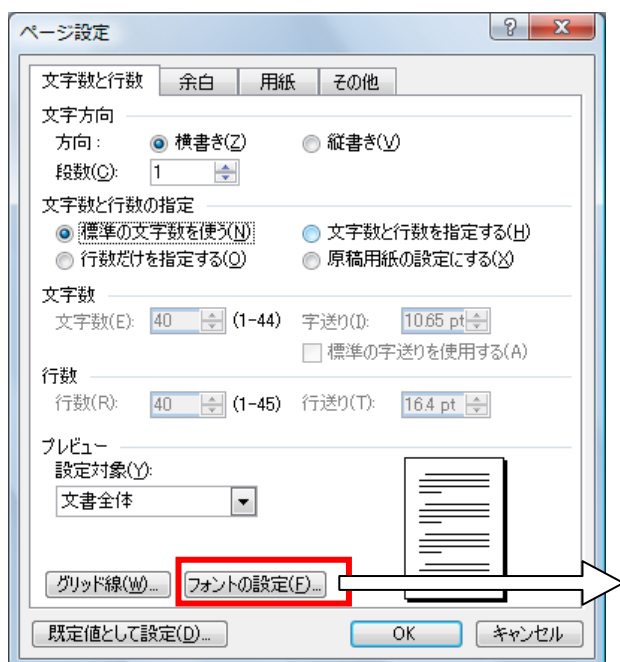 ページ設定
文字数と行数 余白 用紙 その他
文字方向
方向: 横書き(Z) 縦書き(V)
段数(C): 1
文字数と行数の指定
標準の文字数を使う(N) 文字数と行数を指定する(H)
行数だけを指定する(O) 原稿用紙の設定にする(X)
文字数
文字数(E): 40 (1-44) 字送り(I): 10.65 pt
標準の字送りを使用する(A)
行数
行数(R): 40 (1-45) 行送り(T): 16.4 pt
プレビュー
設定対象(Y):
文書全体
グリッド線(W)... フォントの設定(F)...
既定値として設定(D)... OK キャンセル